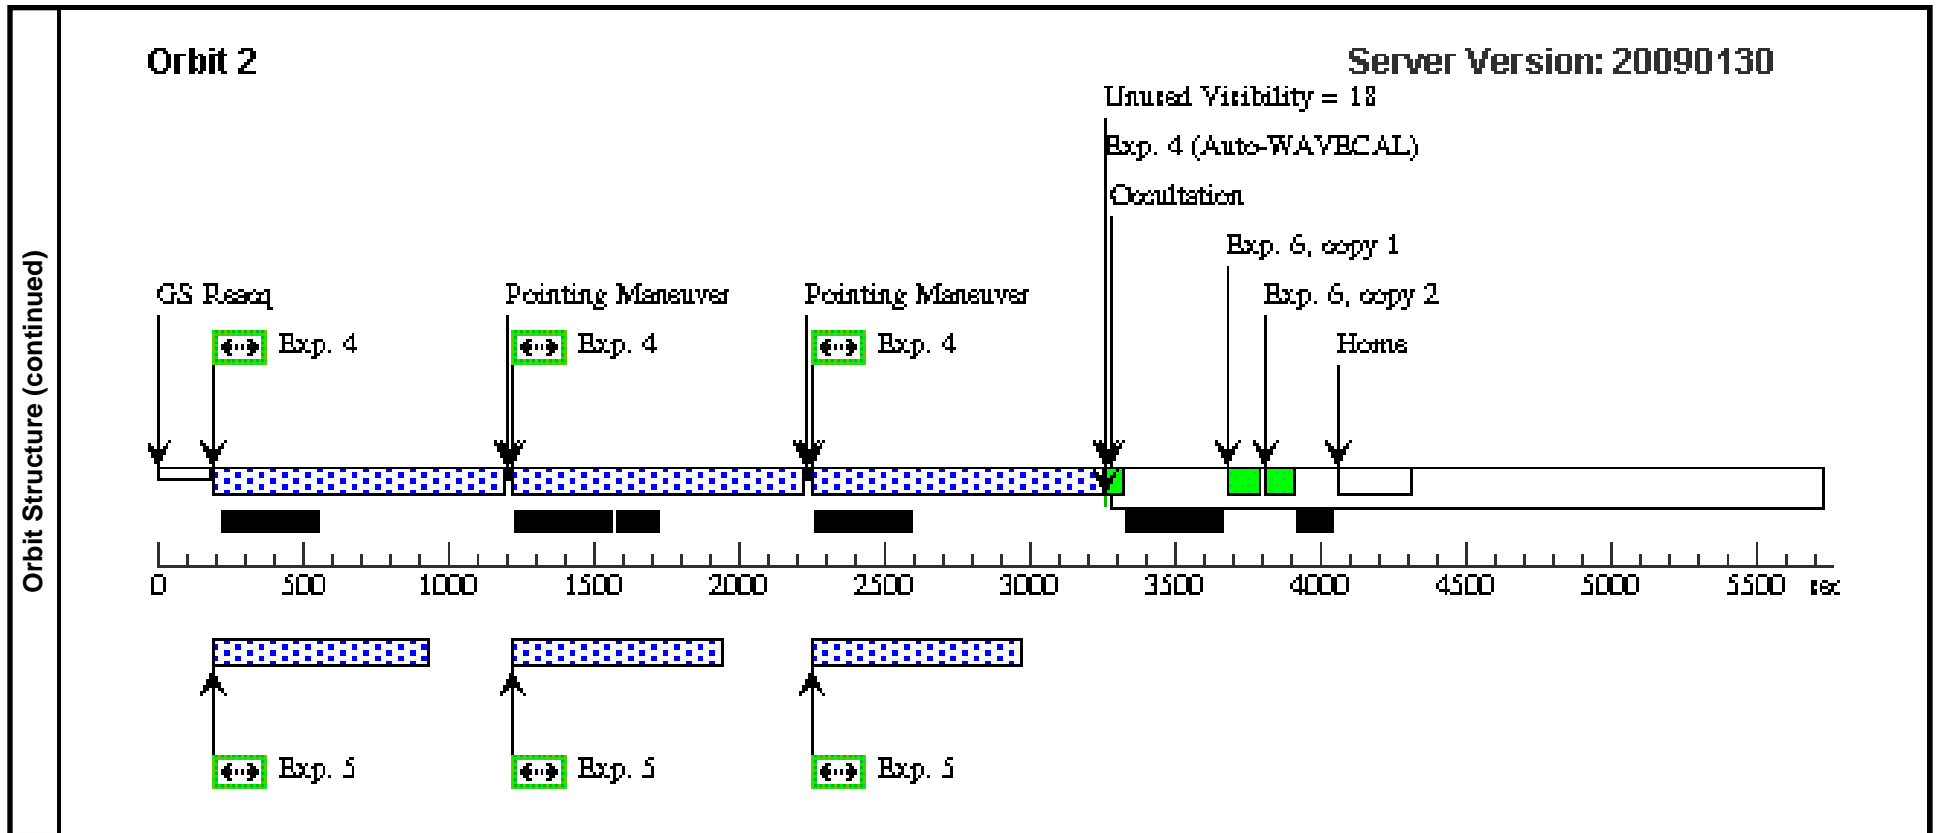 Orbit 2
Server Version: 20090130
Unused Visibility = 18
Exp. 4 (Auto-WAVECAL)
Occultation
Exp. 6, copy 1
GS Reacq
Pointing Maneuver
Pointing Maneuver
Exp. 6, copy 2
Exp. 4
Exp. 4
Exp. 4
Home
Orbit Structure (continued)
0 500 1000 1500 2000 2500 3000 3500 4000 4500 5000 5500 sec
Exp. 5
Exp. 5
Exp. 5